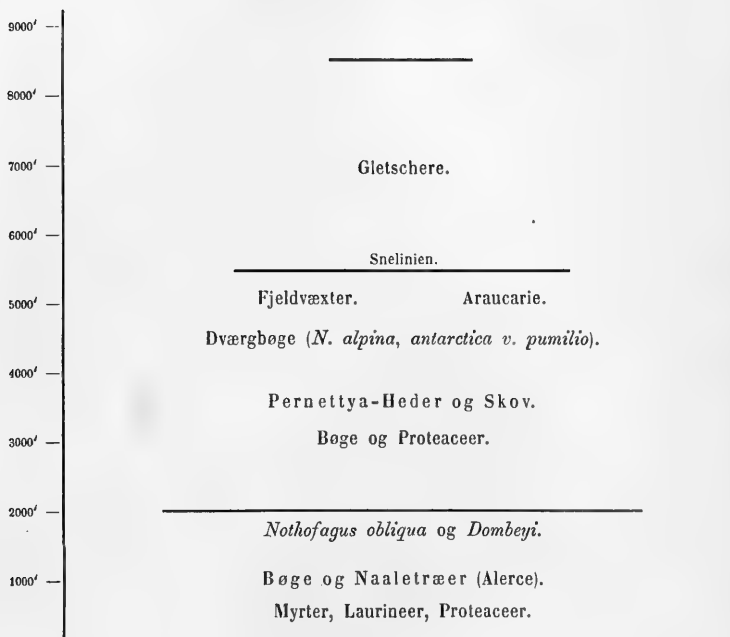 9000'
8000'
7000'
Gletschere.
6000'
Snelinien.
5000'
Fjeldvæxter. Araucarie.
Dværgbøge (N. alpina, antarctica v. pumilio).
4000'
Pernettya-Heder og Skov.
3000'
Bøge og Proteaceer.
2000'
Nothofagus obliqua og Dombeyi.
1000'
Bøge og Naaletræer (Alerce).
Myrter, Laurineer, Proteaceer.